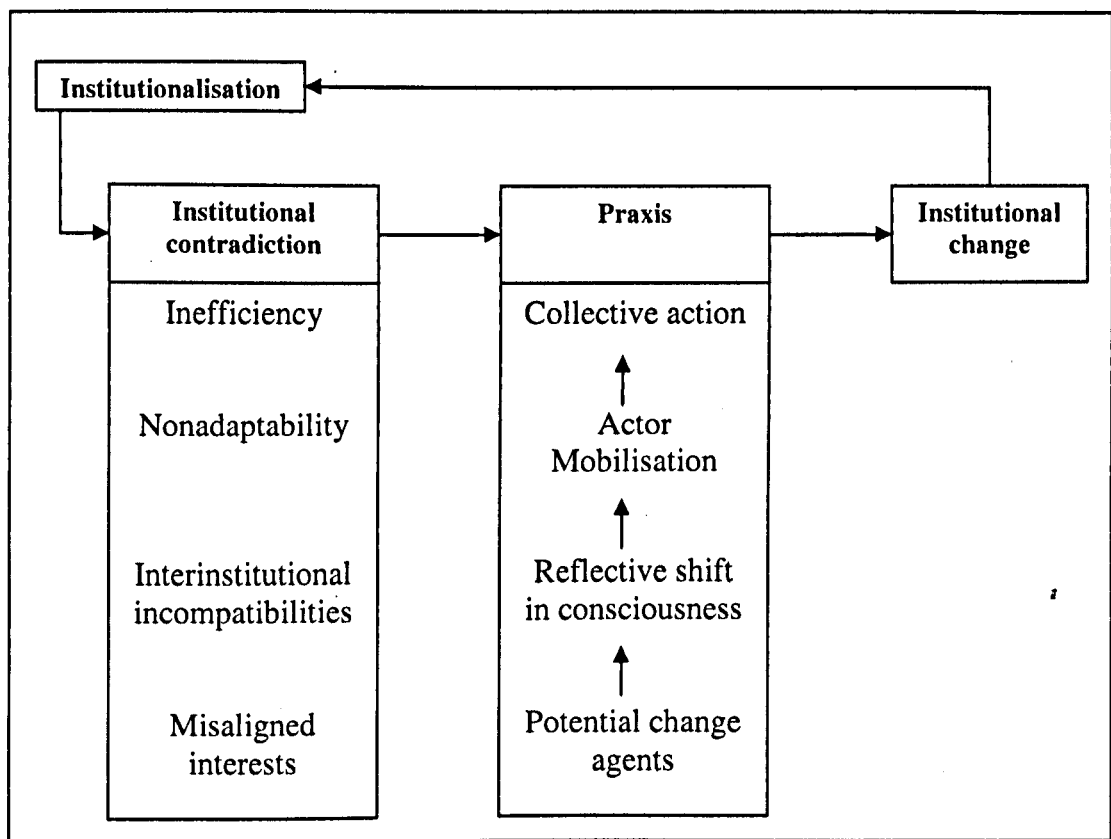 Institutionalisation
Institutional
contradiction
Inefficiency
Nonadaptability
Interinstitutional
incompatibilities
Misaligned
interests
Praxis
Collective action
Actor
Mobilisation
Reflective shift
in consciousness
Potential change
agents
Institutional
change